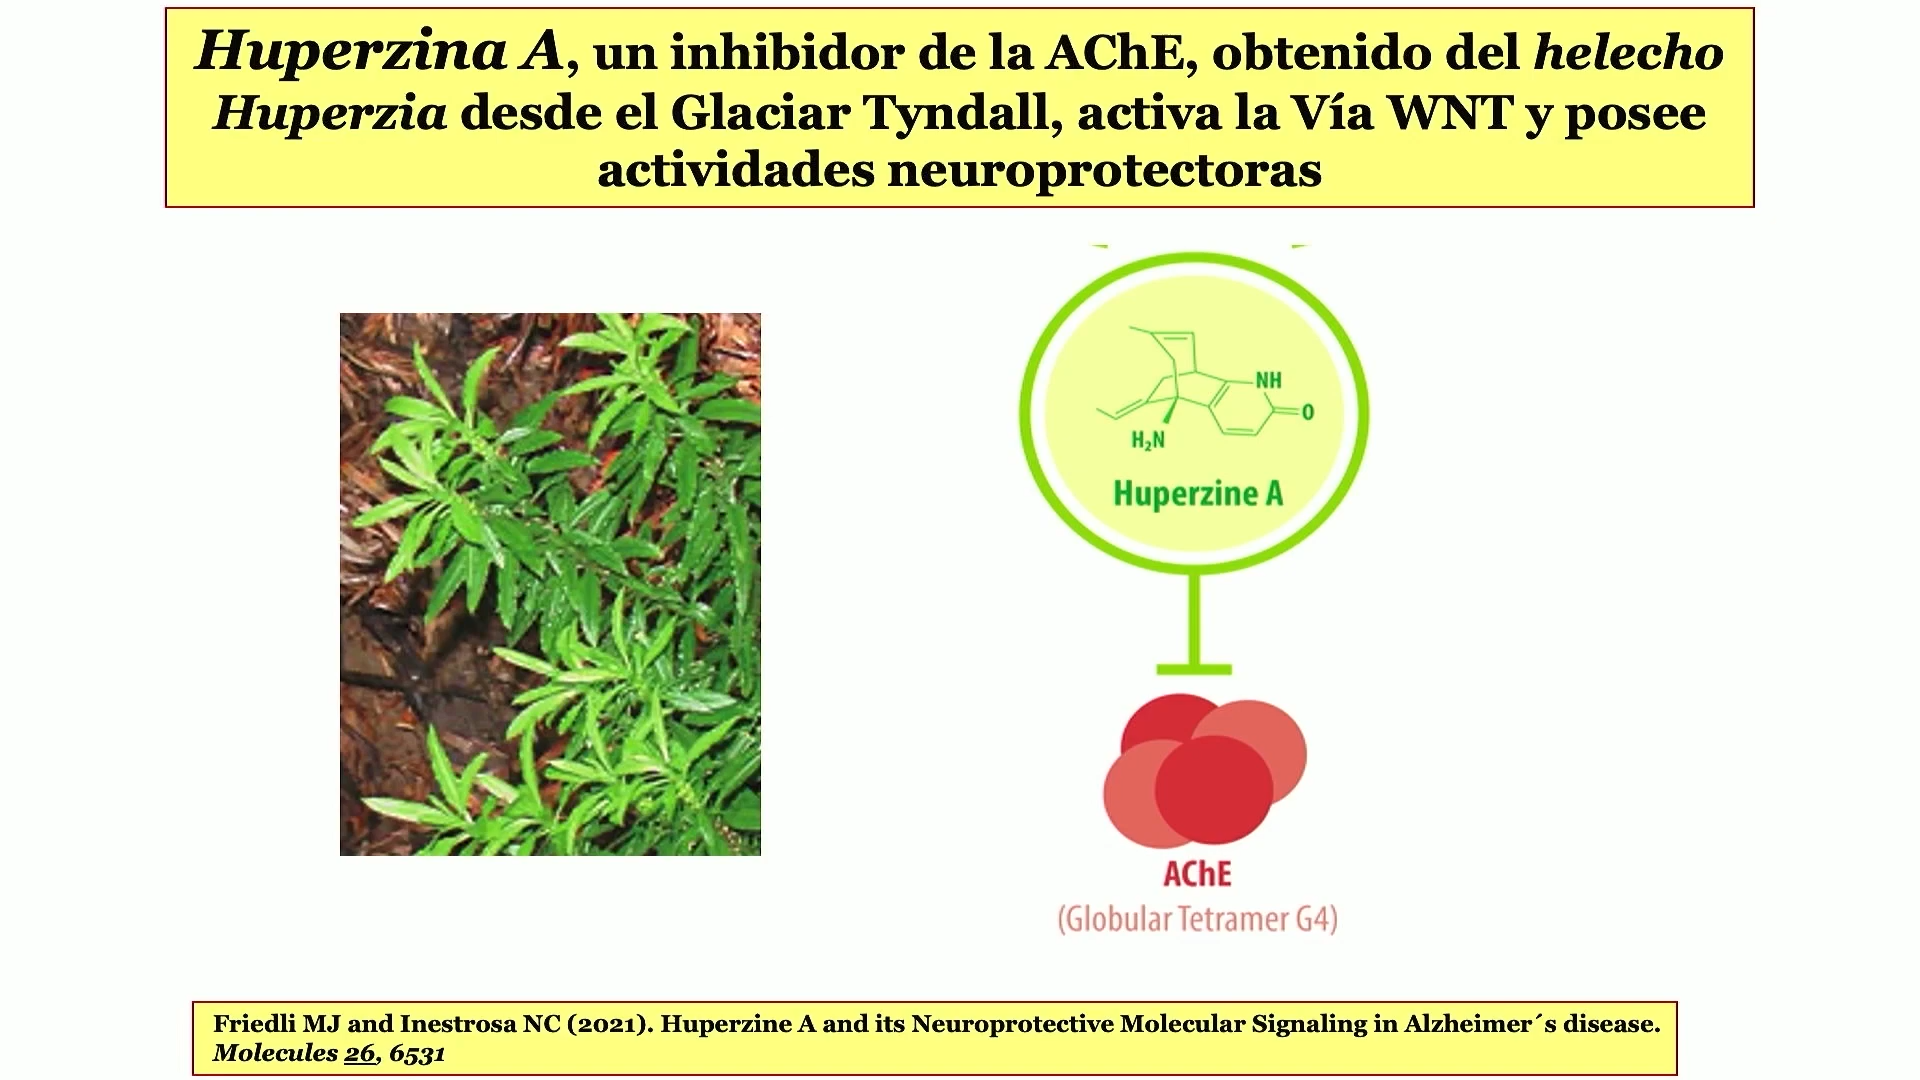 Huperzina A, un inhibidor de la AChE, obtenido del helecho
Huperzia desde el Glaciar Tyndall, activa la Vía WNT y posee
actividades neuroprotectoras
NH
O
H₂N
Huperzine A
AChE
(Globular Tetramer G4)
Friedli MJ and Inestrosa NC (2021). Huperzine A and its Neuroprotective Molecular Signaling in Alzheimer´s disease.
Molecules 26, 6531